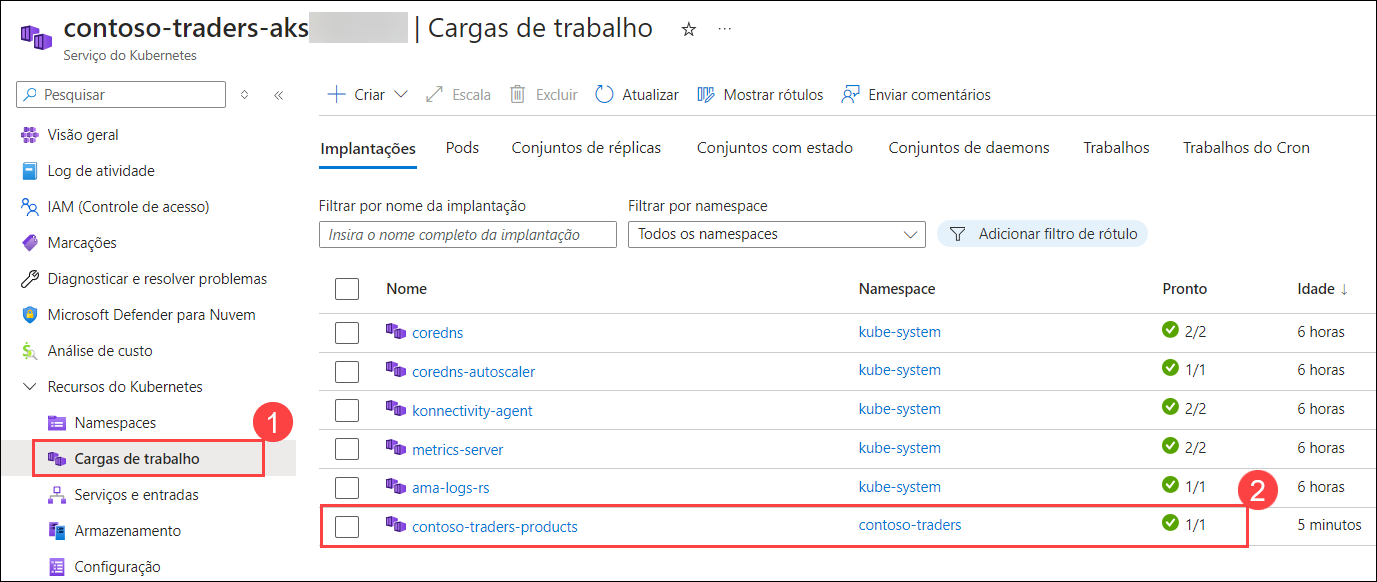 contoso-traders-aks | Cargas de trabalho ☆ ...
Serviço do Kubernetes
Pesquisar
Criar Escala Excluir Atualizar Mostrar rótulos Enviar comentários
Visão geral
Log de atividade
IAM (Controle de acesso)
Marcações
Diagnosticar e resolver problemas
Microsoft Defender para Nuvem
Análise de custo
Recursos do Kubernetes
Namespaces
1
Cargas de trabalho
Serviços e entradas
Armazenamento
Configuração
Implantações Pods Conjuntos de réplicas Conjuntos com estado Conjuntos de daemons Trabalhos Trabalhos do Cron
Filtrar por nome da implantação Filtrar por namespace
Insira o nome completo da implantação Todos os namespaces Adicionar filtro de rótulo
Nome Namespace Pronto Idade ↓
coredns kube-system 2/2 6 horas
coredns-autoscaler kube-system 1/1 6 horas
konnectivity-agent kube-system 2/2 6 horas
metrics-server kube-system 2/2 6 horas
ama-logs-rs kube-system 1/1 6 horas
2
contoso-traders-products contoso-traders 1/1 5 minutos